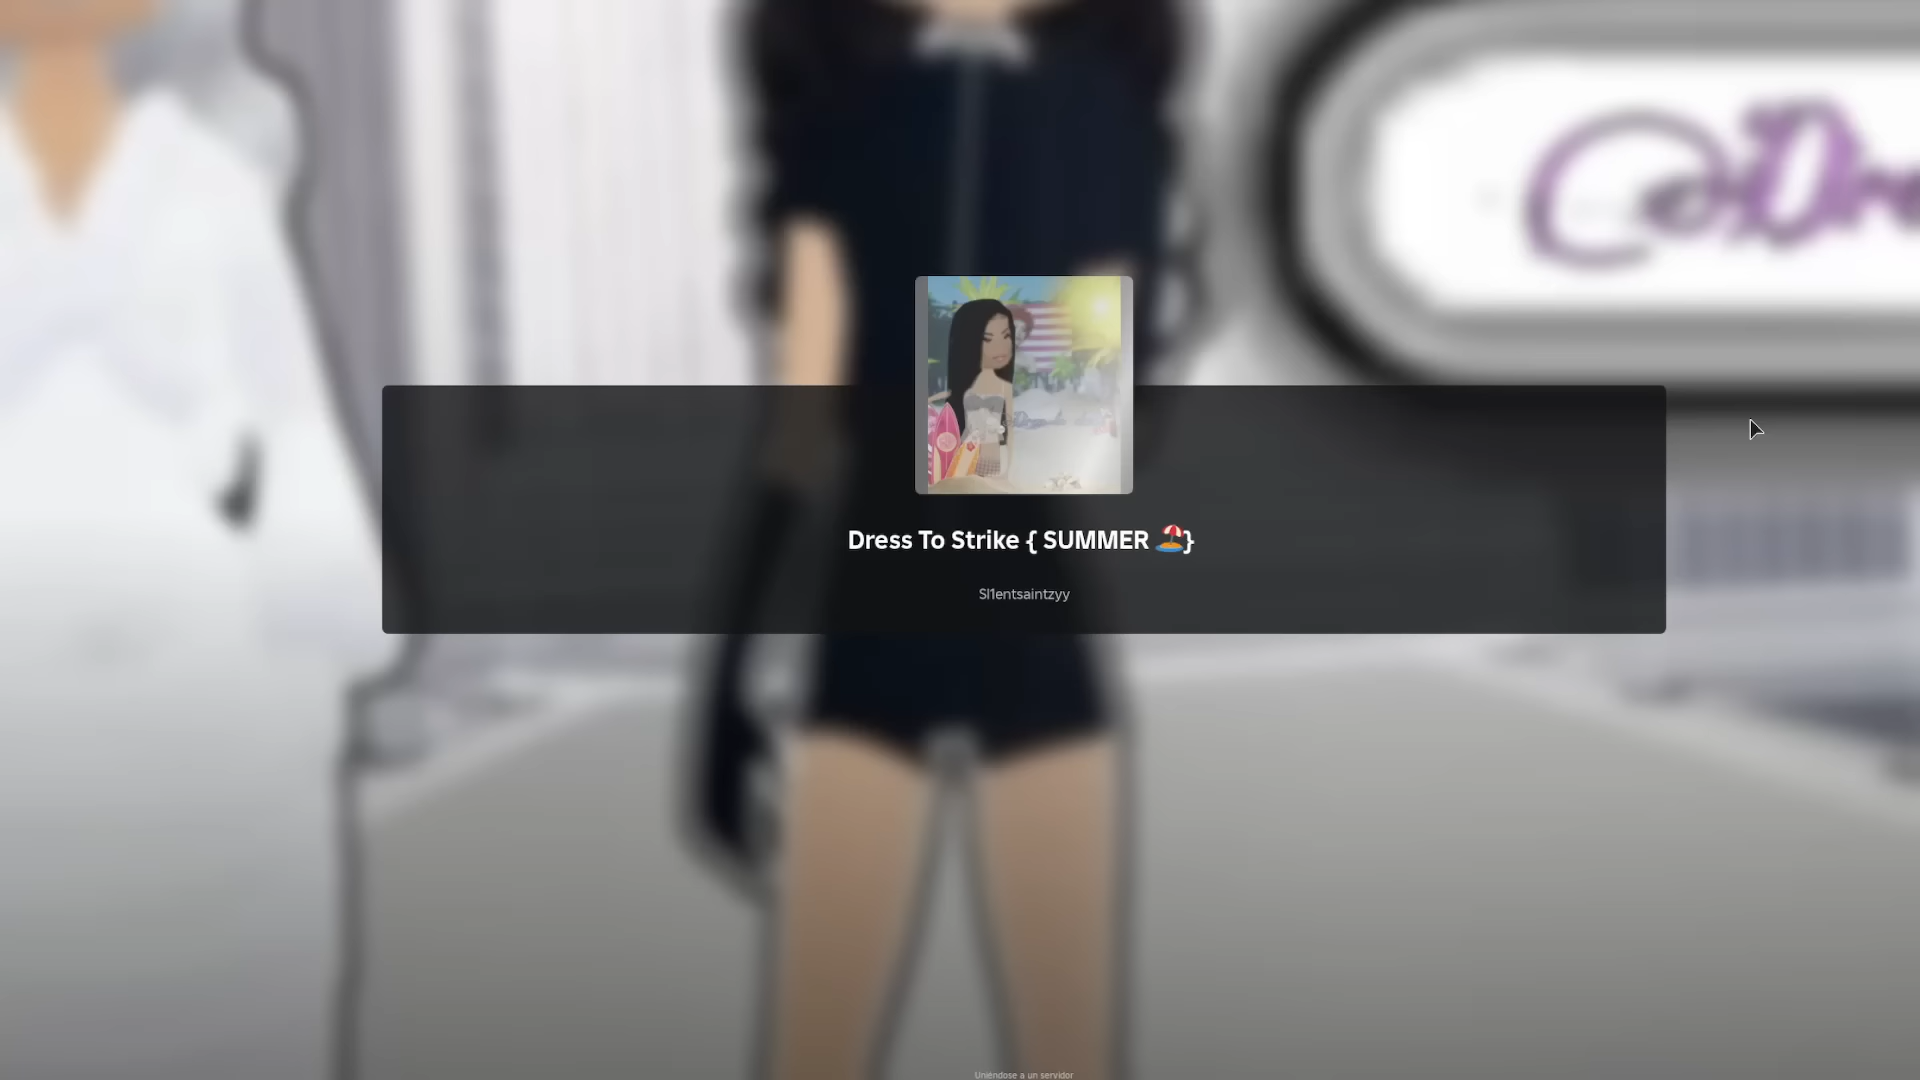 Dress To Strike { SUMMER 🏖️}
Sl1entsaintzyy
Uniéndose a un servidor